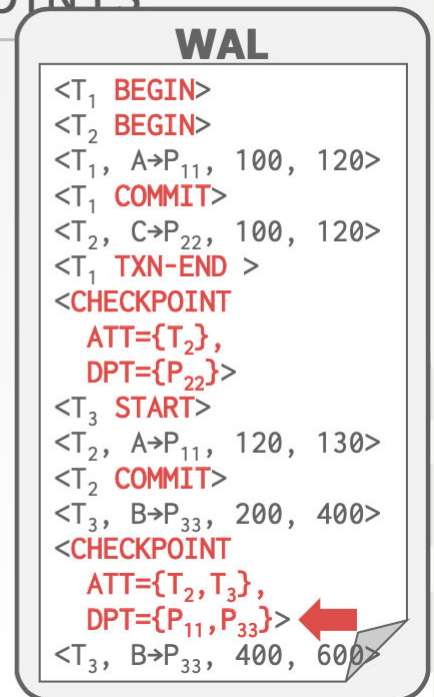 WAL
<T₁ BEGIN>
<T₂ BEGIN>
<T₁, A→P₁₁, 100, 120>
<T₁ COMMIT>
<T₂, C→P₂₂, 100, 120>
<T₁ TXN-END >
<CHECKPOINT
ATT={T₂},
DPT={P₂₂}>
<T₃ START>
<T₂, A→P₁₁, 120, 130>
<T₂ COMMIT>
<T₃, B→P₃₃, 200, 400>
<CHECKPOINT
ATT={T₂,T₃},
DPT={P₁₁,P₃₃}>
<T₃, B→P₃₃, 400, 600>